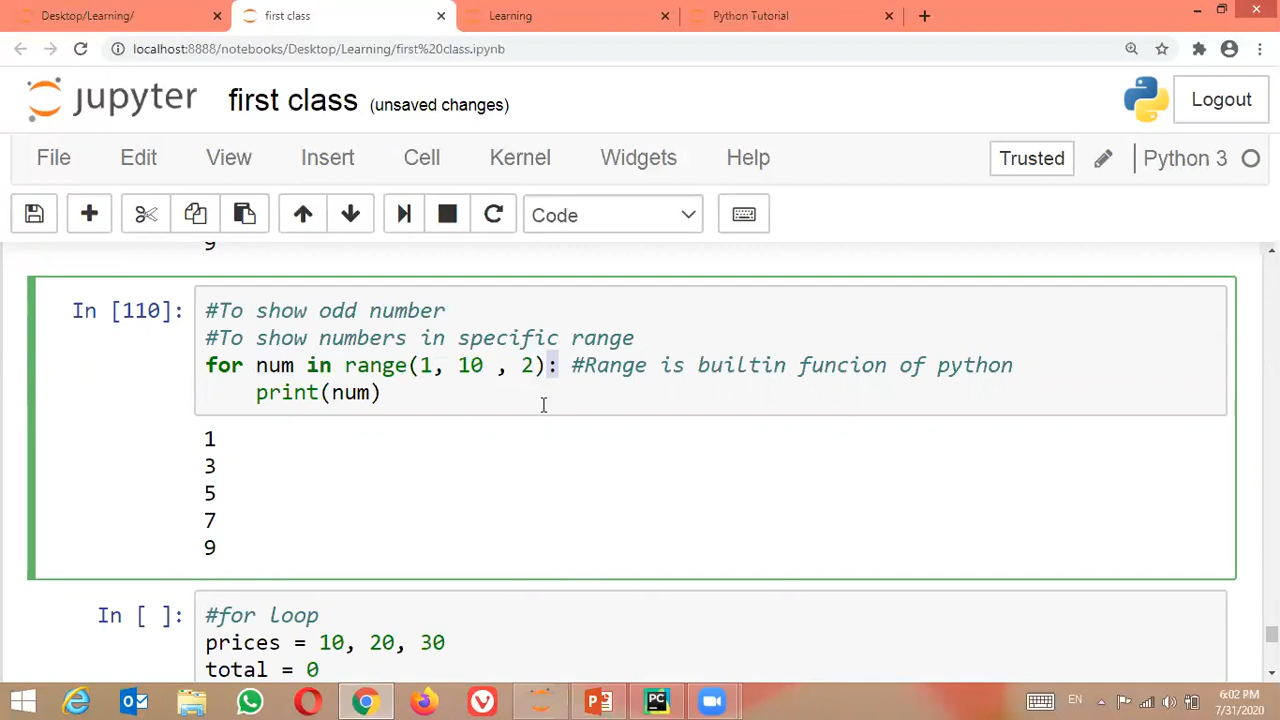 Desktop/Learning/
first class
Learning
Python Tutorial
localhost:8888/notebooks/Desktop/Learning/first%20class.ipynb
jupyter first class (unsaved changes)
Logout
File Edit View Insert Cell Kernel Widgets Help
Trusted
Python 3
Code
9
In [110]:
#To show odd number
#To show numbers in specific range
for num in range(1, 10 , 2): #Range is builtin funcion of python
print(num)
1
3
5
7
9
In [ ]:
#for loop
prices = 10, 20, 30
total = 0
PC
EN
6:02 PM
7/31/2020